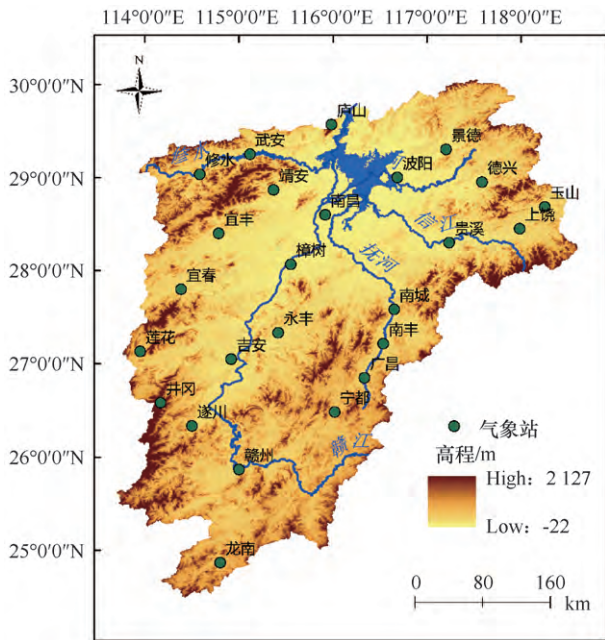 114°0′0″E 115°0′0″E 116°0′0″E 117°0′0″E 118°0′0″E
N
30°0′0″N
29°0′0″N
28°0′0″N
27°0′0″N
26°0′0″N
25°0′0″N
庐山
武安
景德
修水
修水
波阳
德兴
靖安
玉山
南昌
上饶
宜丰
信江
贵溪
樟树
抚河
宜春
南城
永丰
南丰
莲花
吉安
昌
井冈
宁都
遂川
赣江
赣州
龙南
气象站
高程/m
High：2 127
Low：-22
0 80 160
km